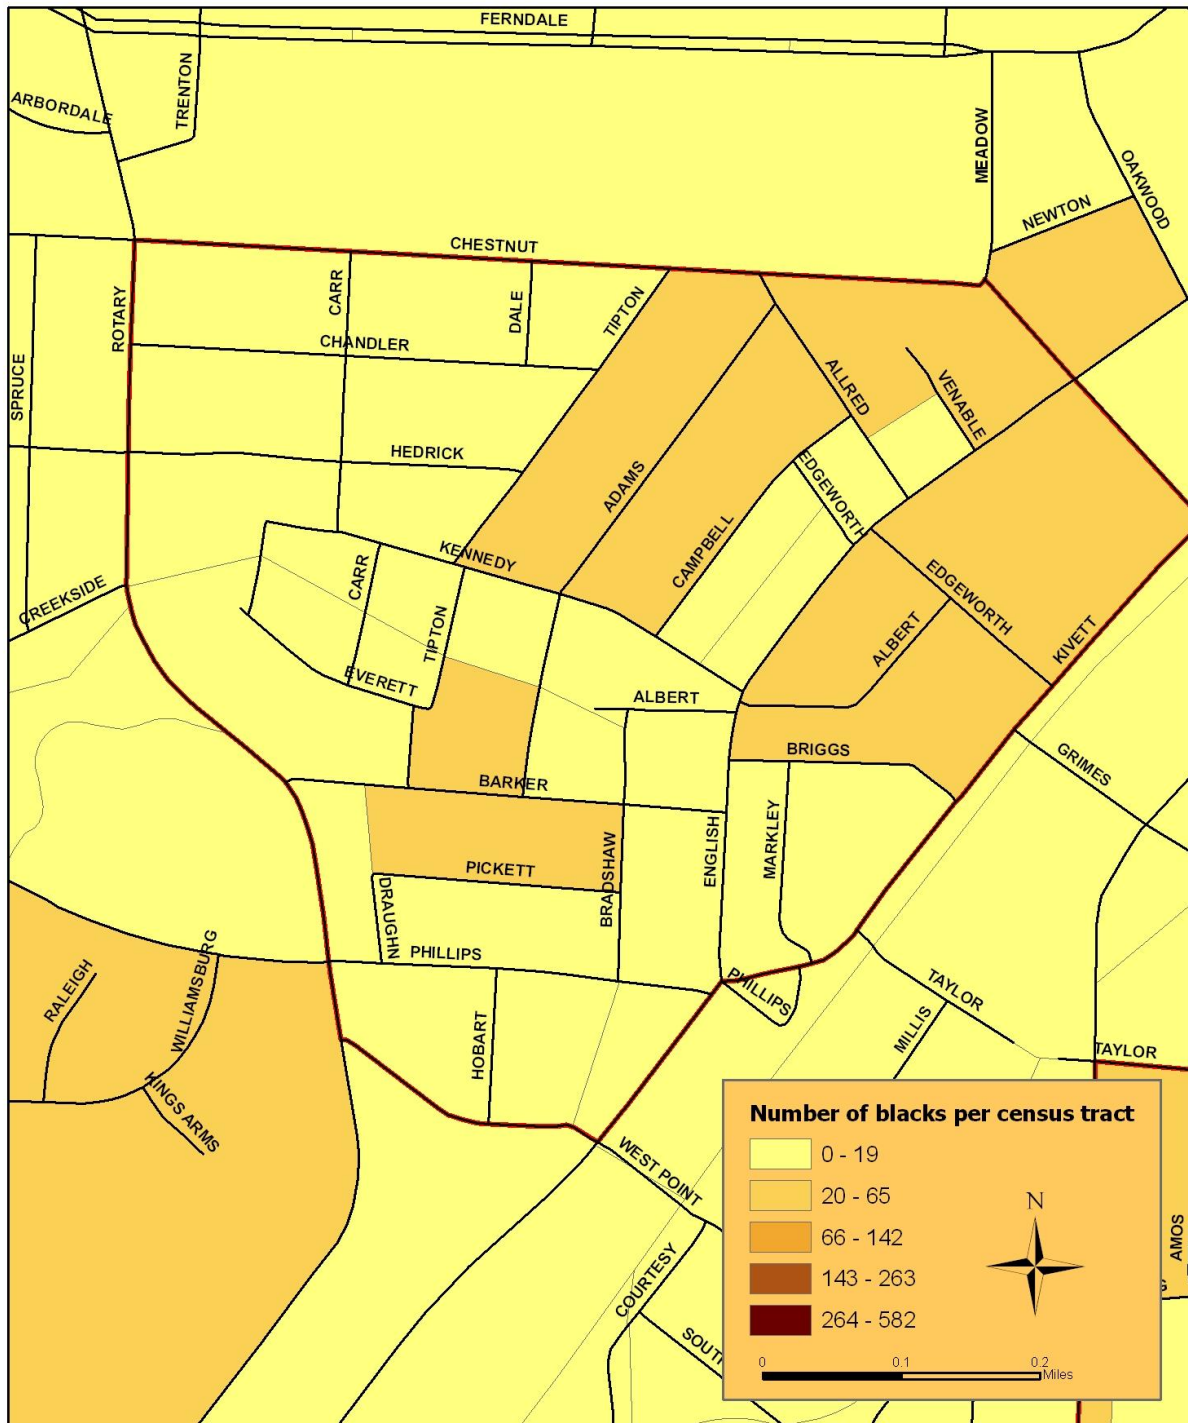 FERNDALE
TRENTON
ARBORDALE
MEADOW
OAKWOOD
NEWTON
CHESTNUT
ROTARY
CARR
DALE
TIPTON
CHANDLER
SPRUCE
ALLRED
VENABLE
HEDRICK
ADAMS
EDGEWORTH
CAMPBELL
KENNEDY
CARR
CREEKSIDE
EDGEWORTH
TIPTON
ALBERT
KIVETT
EVERETT
ALBERT
BRIGGS
GRIMES
BARKER
ENGLISH
MARKLEY
BRADSHAW
PICKETT
DRAUGHN
PHILLIPS
WILLIAMSBURG
RALEIGH
PHILLIPS
TAYLOR
MILLIS
HOBART
TAYLOR
KINGS ARMS
WEST POINT
COURTESY
SOUTH
AMOS
Number of blacks per census tract
0 - 19
20 - 65
66 - 142
143 - 263
264 - 582
N
0 0.1 0.2
Miles